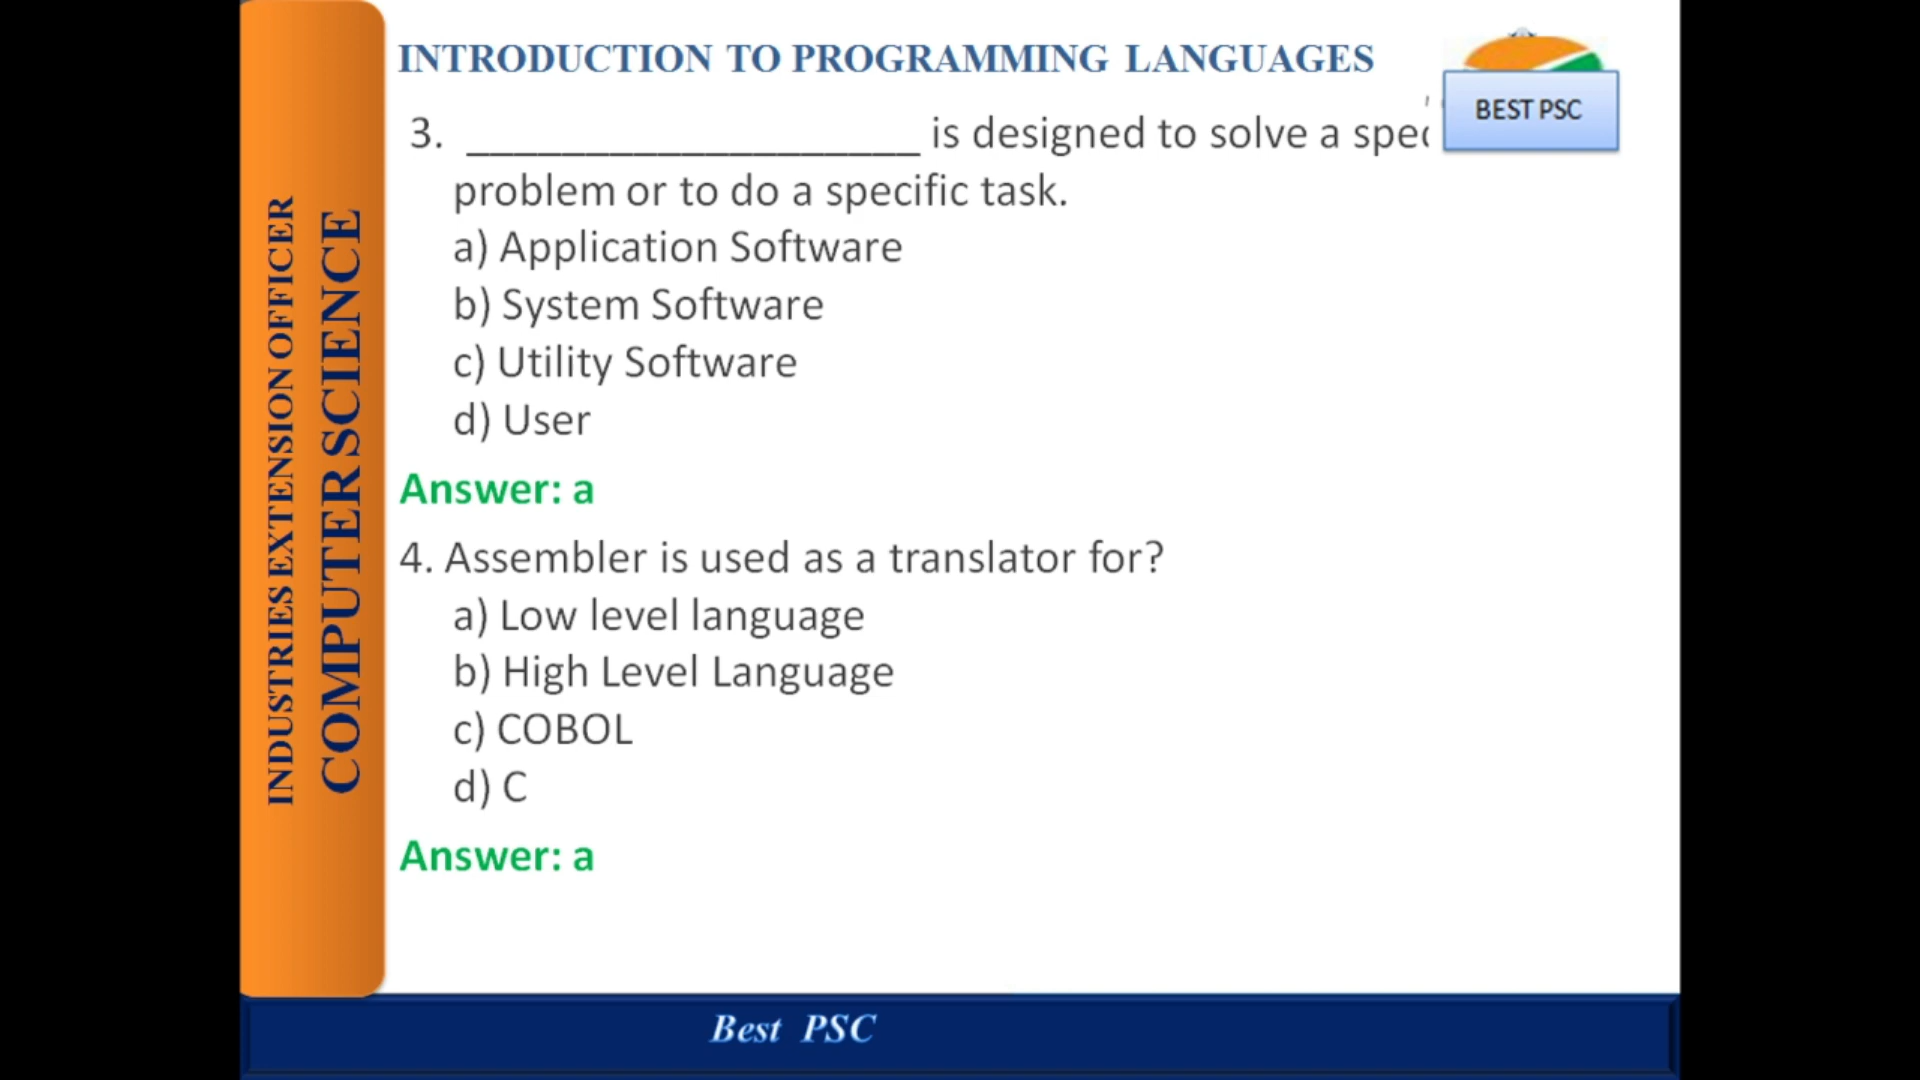 INTRODUCTION TO PROGRAMMING LANGUAGES
BEST PSC
3. ___________________ is designed to solve a
problem or to do a specific task.
a) Application Software
b) System Software
c) Utility Software
d) User
Answer: a
4. Assembler is used as a translator for?
a) Low level language
b) High Level Language
c) COBOL
d) C
Answer: a
INDUSTRIES EXTENSION OFFICER
COMPUTER SCIENCE
Best PSC